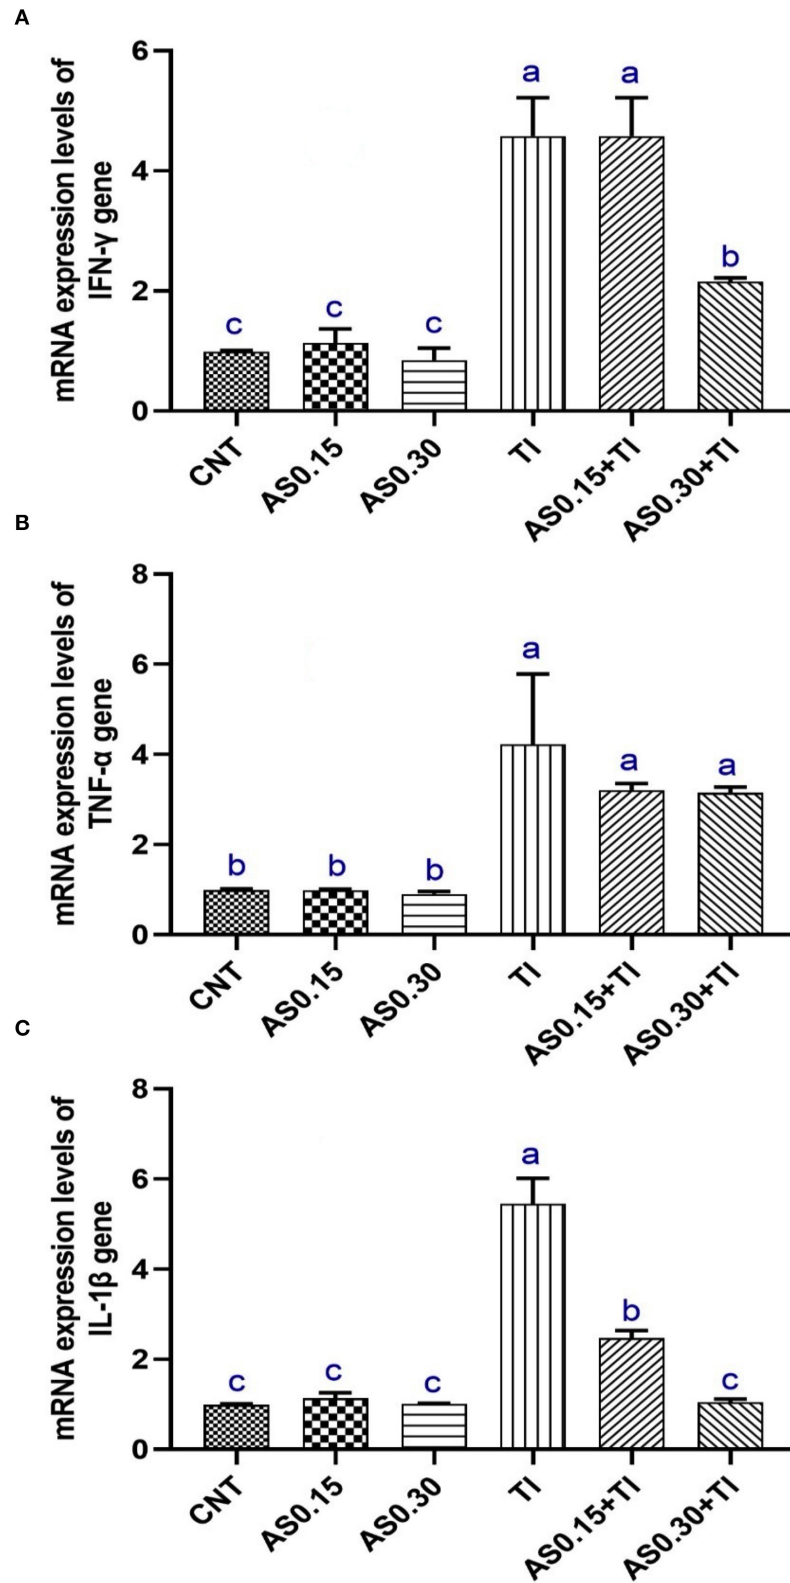 A
mRNA expression levels of
IFN-γ gene
6
4
2
0
c
c
c
a
a
b
CNT
AS0.15
AS0.30
TI
AS0.15+TI
AS0.30+TI
B
mRNA expression levels of
TNF-α gene
8
6
4
2
0
b
b
b
a
a
a
CNT
AS0.15
AS0.30
TI
AS0.15+TI
AS0.30+TI
C
mRNA expression levels of
IL-1β gene
8
6
4
2
0
c
c
c
a
b
c
CNT
AS0.15
AS0.30
TI
AS0.15+TI
AS0.30+TI